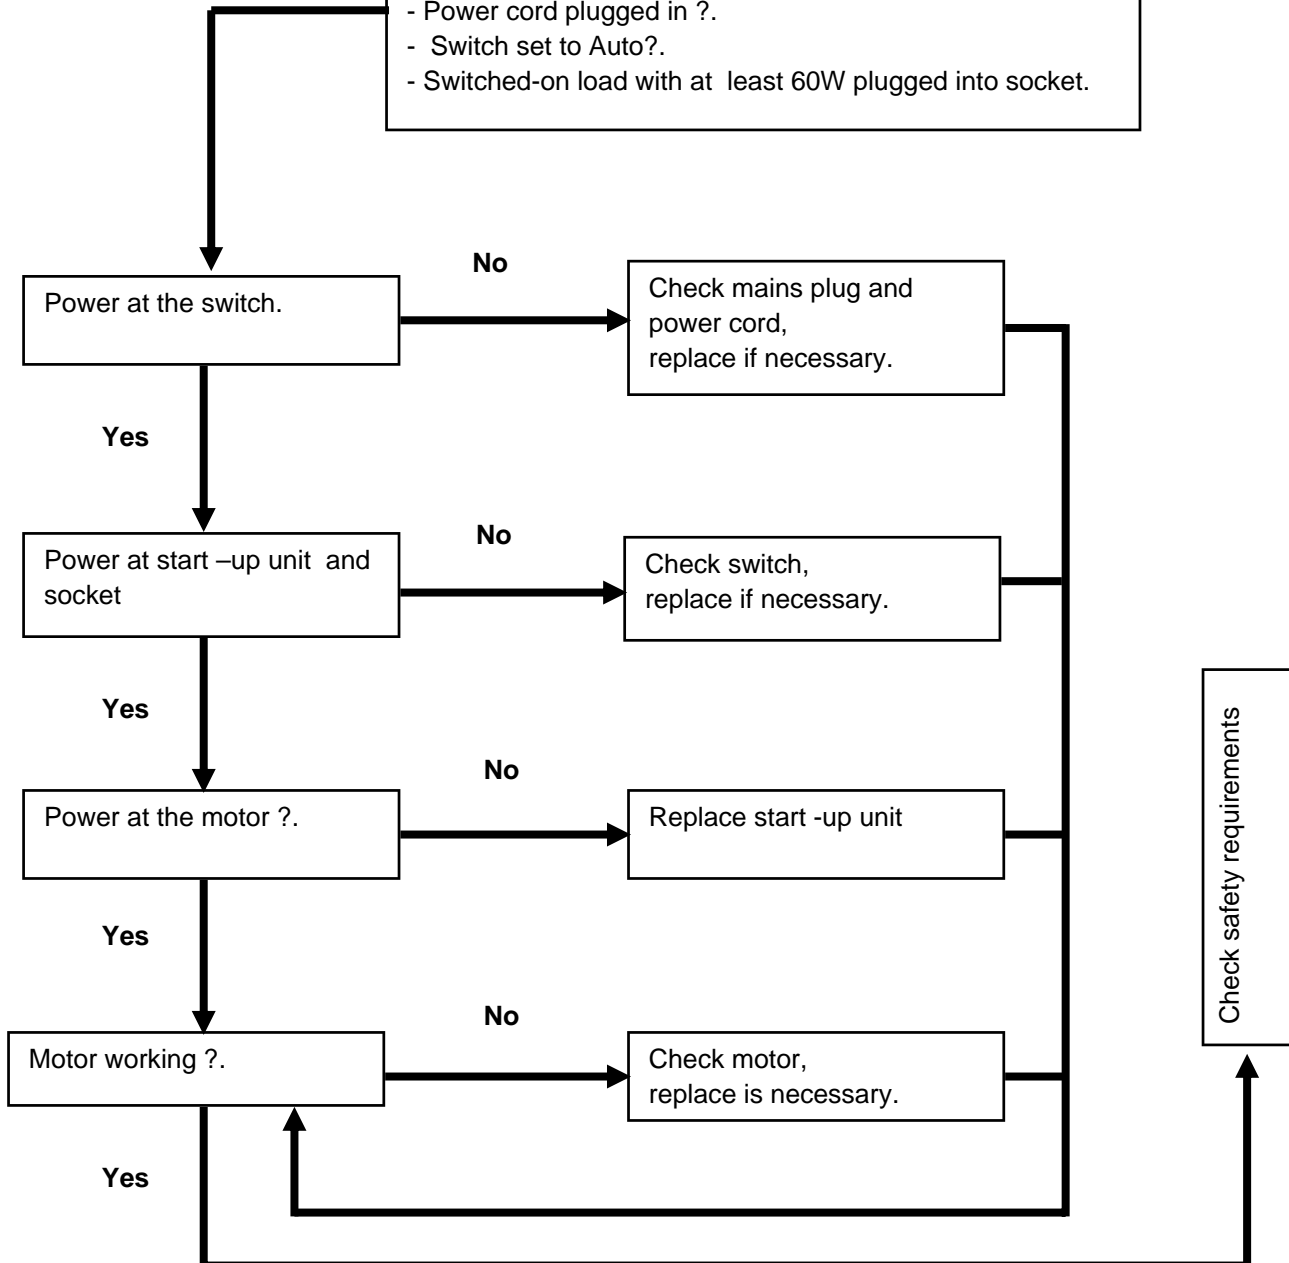 - Power cord plugged in ?.
-  Switch set to Auto?.
- Switched-on load with at  least 60W plugged into socket.
No
Power at the switch.
Check mains plug and
power cord,
replace if necessary.
Yes
No
Power at start –up unit  and
socket
Check switch,
replace if necessary.
Yes
No
Power at the motor ?.
Replace start -up unit
Check safety requirements
Yes
No
Motor working ?.
Check motor,
replace is necessary.
Yes